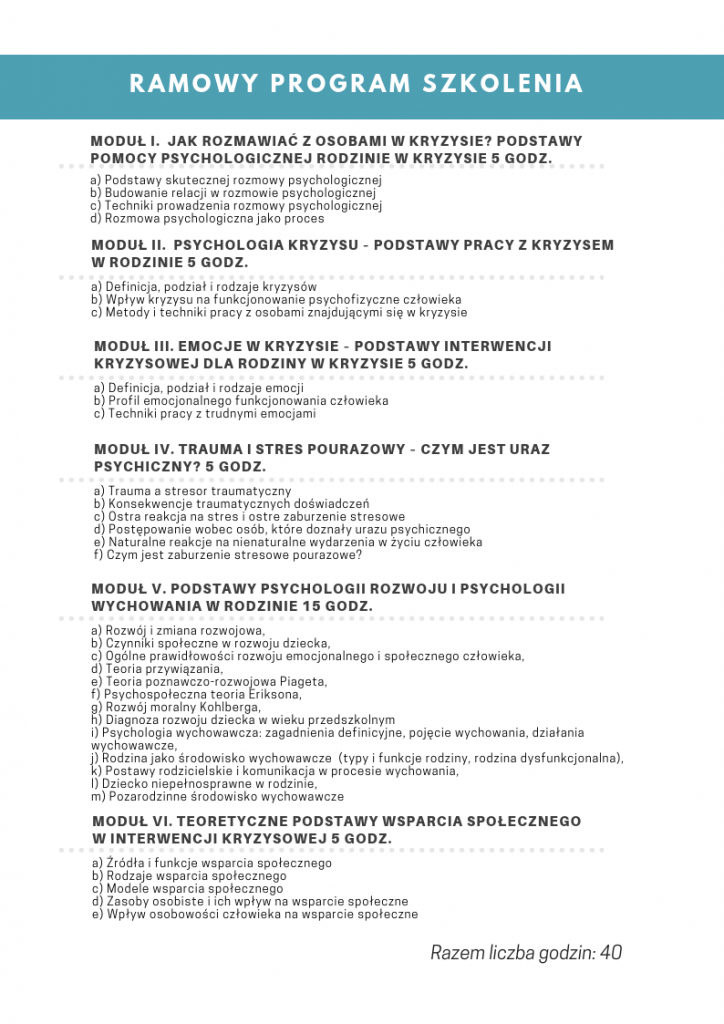 RAMOWY PROGRAM SZKOLENIA
MODUŁ I. JAK ROZMAWIAĆ Z OSOBAMI W KRYZYSIE? PODSTAWY
POMOCY PSYCHOLOGICZNEJ RODZINIE W KRYZYSIE 5 GODZ.
a) Podstawy skutecznej rozmowy psychologicznej
b) Budowanie relacji w rozmowie psychologicznej
c) Techniki prowadzenia rozmowy psychologicznej
d) Rozmowa psychologiczna jako proces
MODUŁ II. PSYCHOLOGIA KRYZYSU - PODSTAWY PRACY Z KRYZYSEM
W RODZINIE 5 GODZ.
a) Definicja, podział i rodzaje kryzysów
b) Wpływ kryzysu na funkcjonowanie psychofizyczne człowieka
c) Metody i techniki pracy z osobami znajdującymi się w kryzysie
MODUŁ III. EMOCJE W KRYZYSIE - PODSTAWY INTERWENCJI
KRYZYSOWEJ DLA RODZINY W KRYZYSIE 5 GODZ.
a) Definicja, podział i rodzaje emocji
b) Profil emocjonalnego funkcjonowania człowieka
c) Techniki pracy z trudnymi emocjami
MODUŁ IV. TRAUMA I STRES POURAZOWY - CZYM JEST URAZ
PSYCHICZNY? 5 GODZ.
a) Trauma a stresor traumatyczny
b) Konsekwencje traumatycznych doświadczeń
c) Ostra reakcja na stres i ostre zaburzenie stresowe
d) Postępowanie wobec osób, które doznały urazu psychicznego
e) Naturalne reakcje na nienaturalne wydarzenia w życiu człowieka
f) Czym jest zaburzenie stresowe pourazowe?
MODUŁ V. PODSTAWY PSYCHOLOGII ROZWOJU I PSYCHOLOGII
WYCHOWANIA W RODZINIE 15 GODZ.
a) Rozwój i zmiana rozwojowa,
b) Czynniki społeczne w rozwoju dziecka,
c) Ogólne prawidłowości rozwoju emocjonalnego i społecznego człowieka,
d) Teoria przywiązania,
e) Teoria poznawczo-rozwojowa Piageta,
f) Psychospołeczna teoria Eriksona,
g) Rozwój moralny Kohlberga,
h) Diagnoza rozwoju dziecka w wieku przedszkolnym
i) Psychologia wychowawcza: zagadnienia definicyjne, pojęcie wychowania, działania
wychowawcze,
j) Rodzina jako środowisko wychowawcze (typy i funkcje rodziny, rodzina dysfunkcjonalna),
k) Postawy rodzicielskie i komunikacja w procesie wychowania,
l) Dziecko niepełnosprawne w rodzinie,
m) Pozarodzinne środowisko wychowawcze
MODUŁ VI. TEORETYCZNE PODSTAWY WSPARCIA SPOŁECZNEGO
W INTERWENCJI KRYZYSOWEJ 5 GODZ.
a) Źródła i funkcje wsparcia społecznego
b) Rodzaje wsparcia społecznego
c) Modele wsparcia społecznego
d) Zasoby osobiste i ich wpływ na wsparcie społeczne
e) Wpływ osobowości człowieka na wsparcie społeczne
Razem liczba godzin: 40